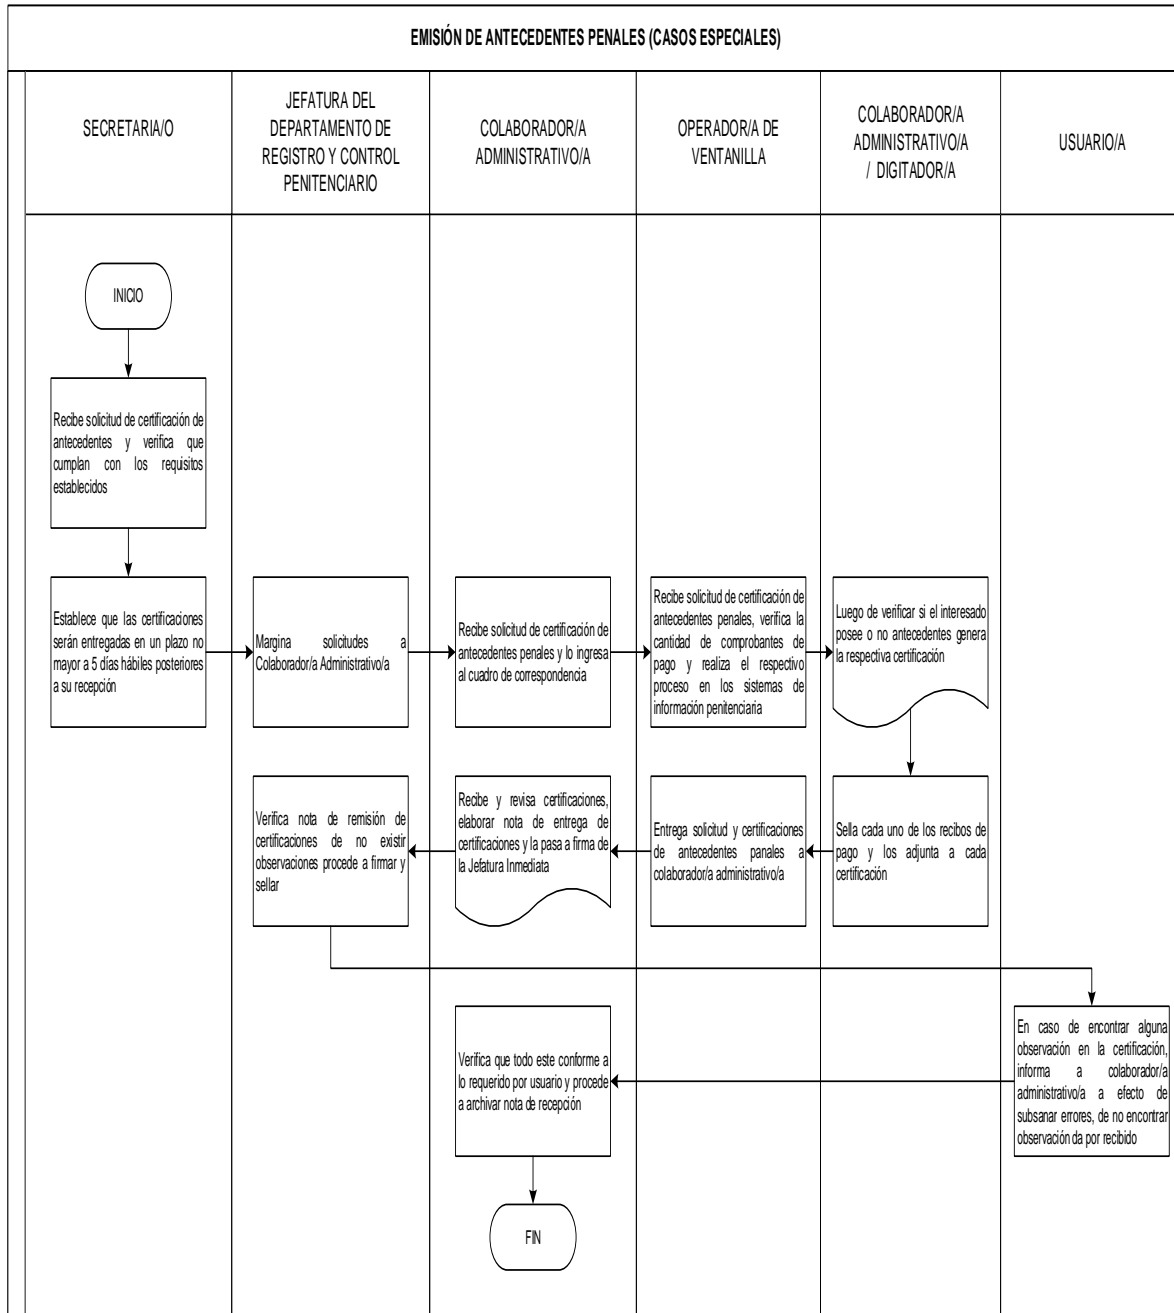 EMISIÓN DE ANTECEDENTES PENALES (CASOS ESPECIALES)
SECRETARIA/O
JEFATURA DEL
DEPARTAMENTO DE
REGISTRO Y CONTROL
PENITENCIARIO
COLABORADOR/A
ADMINISTRATIVO/A
OPERADOR/A DE
VENTANILLA
COLABORADOR/A
ADMINISTRATIVO/A
/ DIGITADOR/A
USUARIO/A
INICIO
Recibe solicitud de certificación de
antecedentes y verifica que
cumplan con los requisitos
establecidos
Establece que las certificaciones
serán entregadas en un plazo no
mayor a 5 días hábiles posteriores
a su recepción
Margina solicitudes a
Colaborador/a Administrativo/a
Recibe solicitud de certificación de
antecedentes penales y lo ingresa
al cuadro de correspondencia
Recibe solicitud de certificación de
antecedentes penales, verifica la
cantidad de comprobantes de
pago y realiza el respectivo
proceso en los sistemas de
información penitenciaria
Luego de verificar si el interesado
posee o no antecedentes genera
la respectiva certificación
Verifica nota de remisión de
certificaciones de no existir
observaciones procede a firmar y
sellar
Recibe y revisa certificaciones,
elaborar nota de entrega de
certificaciones y la pasa a firma de
la Jefatura Inmediata
Entrega solicitud y certificaciones
de antecedentes panales a
colaborador/a administrativo/a
Sella cada uno de los recibos de
pago y los adjunta a cada
certificación
Verifica que todo este conforme a
lo requerido por usuario y procede
a archivar nota de recepción
En caso de encontrar alguna
observación en la certificación,
informa a colaborador/a
administrativo/a a efecto de
subsanar errores, de no encontrar
observación da por recibido
FIN